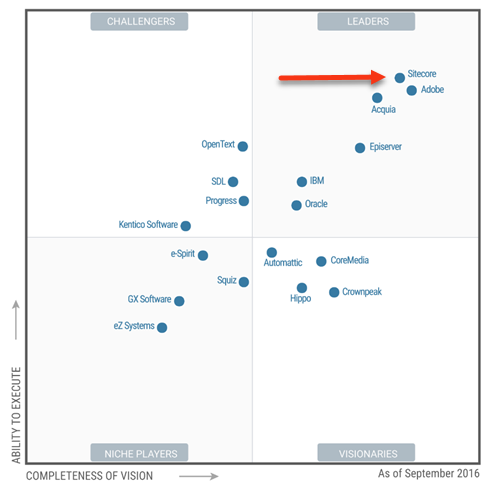 CHALLENGERS
LEADERS
Sitecore
Adobe
Acquia
OpenText
Episerver
SDL
IBM
Progress
Oracle
Kentico Software
e-Spirit
Automattic
CoreMedia
Squiz
Hippo
Crownpeak
GX Software
eZ Systems
ABILITY TO EXECUTE
NICHE PLAYERS
VISIONARIES
COMPLETENESS OF VISION
As of September 2016